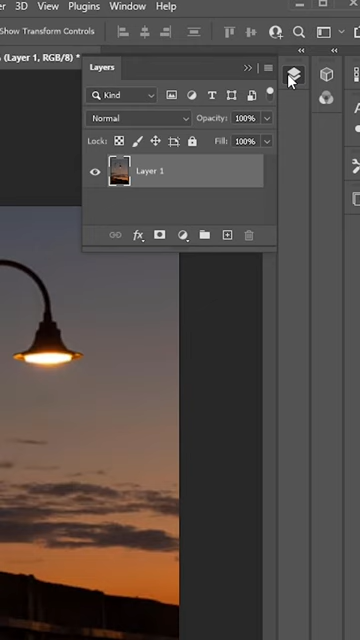 3D View Plugins Window Help
Show Transform Controls
% (Layer 1, RGB/8) *
Layers
Kind
Normal Opacity: 100%
Lock: Fill: 100%
Layer 1
fx